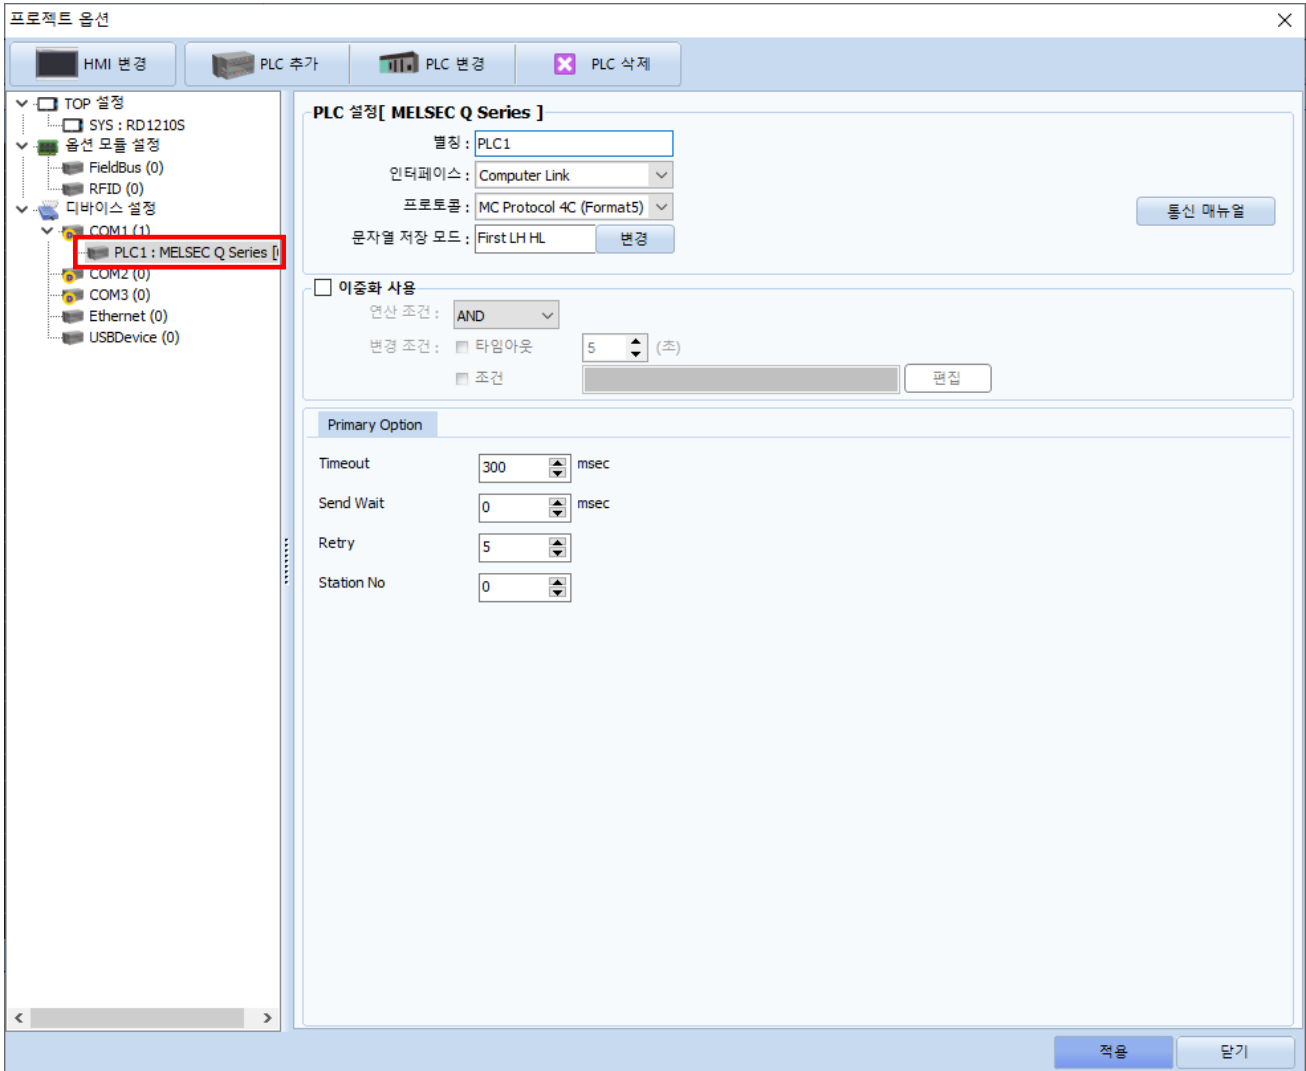 프로젝트 옵션
HMI 변경
PLC 추가
PLC 변경
PLC 삭제
TOP 설정
SYS : RD1210S
옵션 모듈 설정
FieldBus (0)
RFID (0)
디바이스 설정
COM1 (1)
PLC1 : MELSEC Q Series [
COM2 (0)
COM3 (0)
Ethernet (0)
USBDevice (0)
PLC 설정[ MELSEC Q Series ]
별칭 : PLC1
인터페이스 : Computer Link
프로토콜 : MC Protocol 4C (Format5)
통신 매뉴얼
문자열 저장 모드 : First LH HL 변경
이중화 사용
연산 조건 : AND
변경 조건 : 타임아웃 5 (초)
조건 편집
Primary Option
Timeout 300 msec
Send Wait 0 msec
Retry 5
Station No 0
적용
닫기